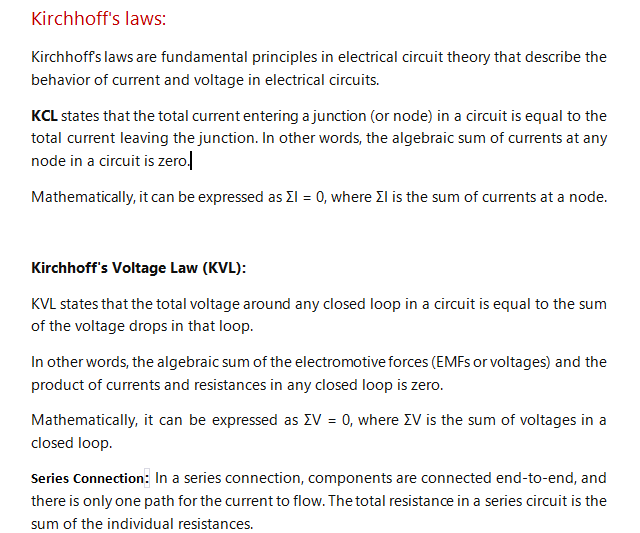 Kirchhoff's laws:
Kirchhoff's laws are fundamental principles in electrical circuit theory that describe the
behavior of current and voltage in electrical circuits.
KCL states that the total current entering a junction (or node) in a circuit is equal to the
total current leaving the junction. In other words, the algebraic sum of currents at any
node in a circuit is zero.
Mathematically, it can be expressed as ΣI = 0, where ΣI is the sum of currents at a node.
Kirchhoff's Voltage Law (KVL):
KVL states that the total voltage around any closed loop in a circuit is equal to the sum
of the voltage drops in that loop.
In other words, the algebraic sum of the electromotive forces (EMFs or voltages) and the
product of currents and resistances in any closed loop is zero.
Mathematically, it can be expressed as ΣV = 0, where ΣV is the sum of voltages in a
closed loop.
Series Connection: In a series connection, components are connected end-to-end, and
there is only one path for the current to flow. The total resistance in a series circuit is the
sum of the individual resistances.